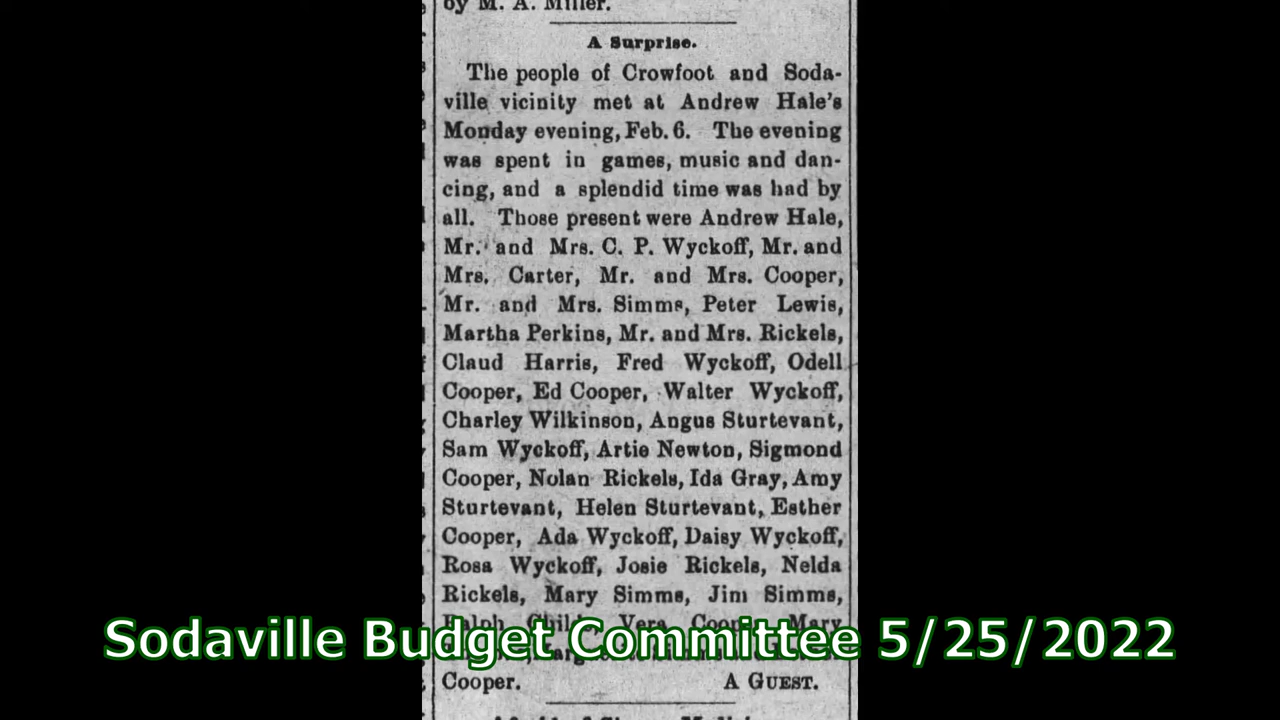 by M. A. Miller.
A Surprise.
The people of Crowfoot and Soda-
ville vicinity met at Andrew Hale's
Monday evening, Feb. 6. The evening
was spent in games, music and dan-
cing, and a splendid time was had by
all. Those present were Andrew Hale,
Mr. and Mrs. C. P. Wyckoff, Mr. and
Mrs. Carter, Mr. and Mrs. Cooper,
Mr. and Mrs. Simms, Peter Lewis,
Martha Perkins, Mr. and Mrs. Rickels,
Claud Harris, Fred Wyckoff, Odell
Cooper, Ed Cooper, Walter Wyckoff,
Charley Wilkinson, Angus Sturtevant,
Sam Wyckoff, Artie Newton, Sigmond
Cooper, Nolan Rickels, Ida Gray, Amy
Sturtevant, Helen Sturtevant, Esther
Cooper, Ada Wyckoff, Daisy Wyckoff,
Rosa Wyckoff, Josie Rickels, Nelda
Rickels, Mary Simms, Jim Simms,
Ralph Vera Mary
Sodaville Budget Committee 5/25/2022
Cooper. A GUEST.